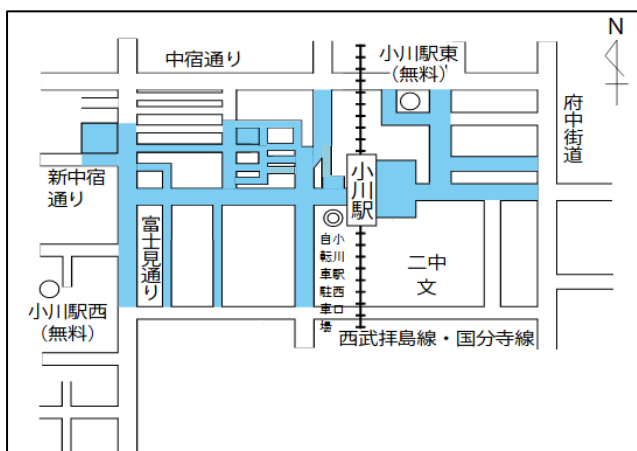 中宿通り
小川駅東
(無料)
N
府中街道
新中宿
通り
小川駅
富士見通り
小川駅西口
自転車駐車場
二中
文
小川駅西
(無料)
西武拝島線・国分寺線